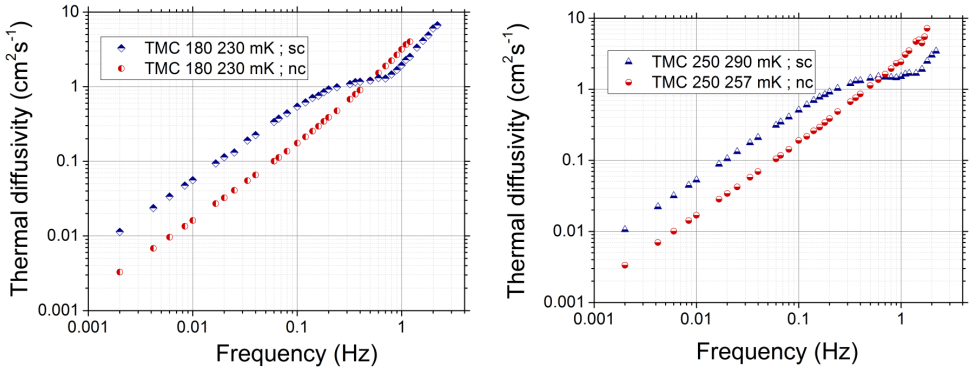 10
1
0.1
0.01
0.001
Thermal diffusivity (cm²s⁻¹)
TMC 180 230 mK ; sc
TMC 180 230 mK ; nc
0.001
0.01
0.1
1
Frequency (Hz)
10
1
0.1
0.01
0.001
Thermal diffusivity (cm²s⁻¹)
TMC 250 290 mK ; sc
TMC 250 257 mK ; nc
0.001
0.01
0.1
1
Frequency (Hz)